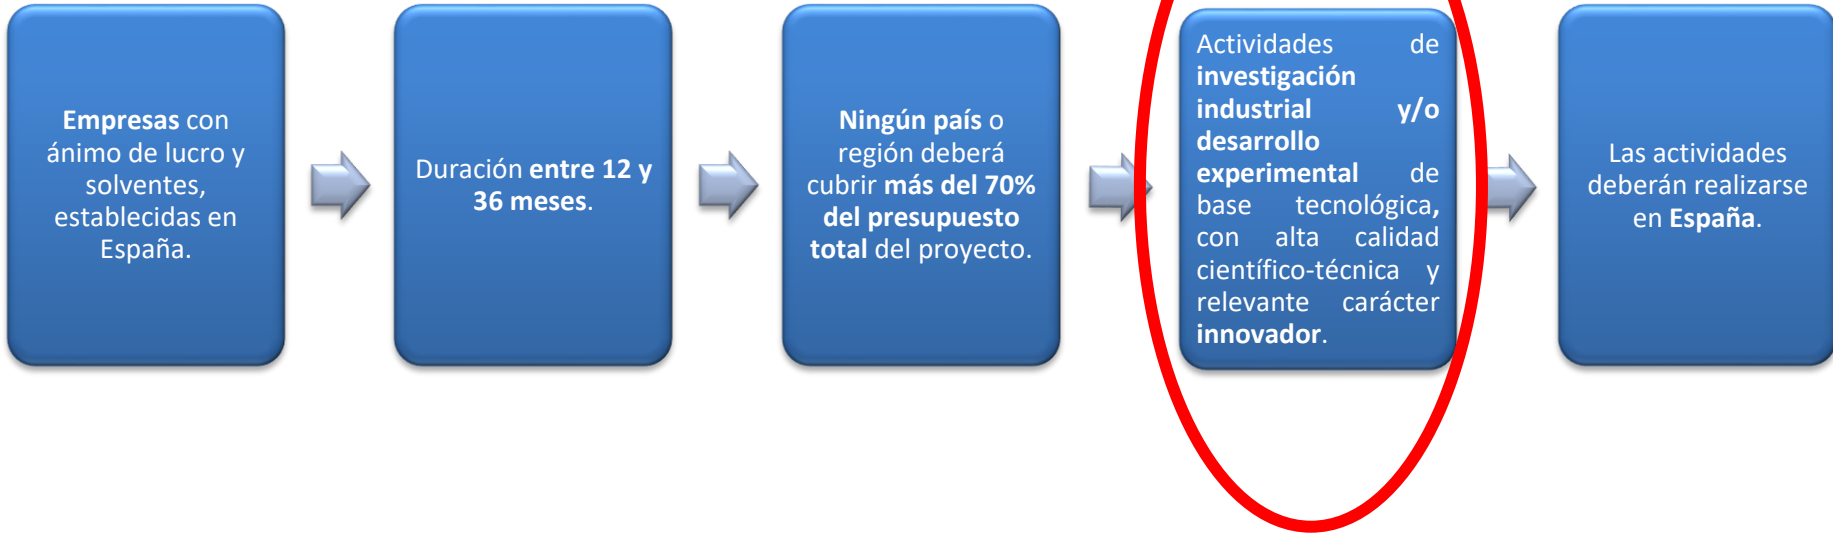 Empresas con
ánimo de lucro y
solventes,
establecidas en
España.
Duración entre 12 y
36 meses.
Ningún país o
región deberá
cubrir más del 70%
del presupuesto
total del proyecto.
Actividades de
investigación
industrial y/o
desarrollo
experimental de
base tecnológica,
con alta calidad
científico-técnica y
relevante carácter
innovador.
Las actividades
deberán realizarse
en España.